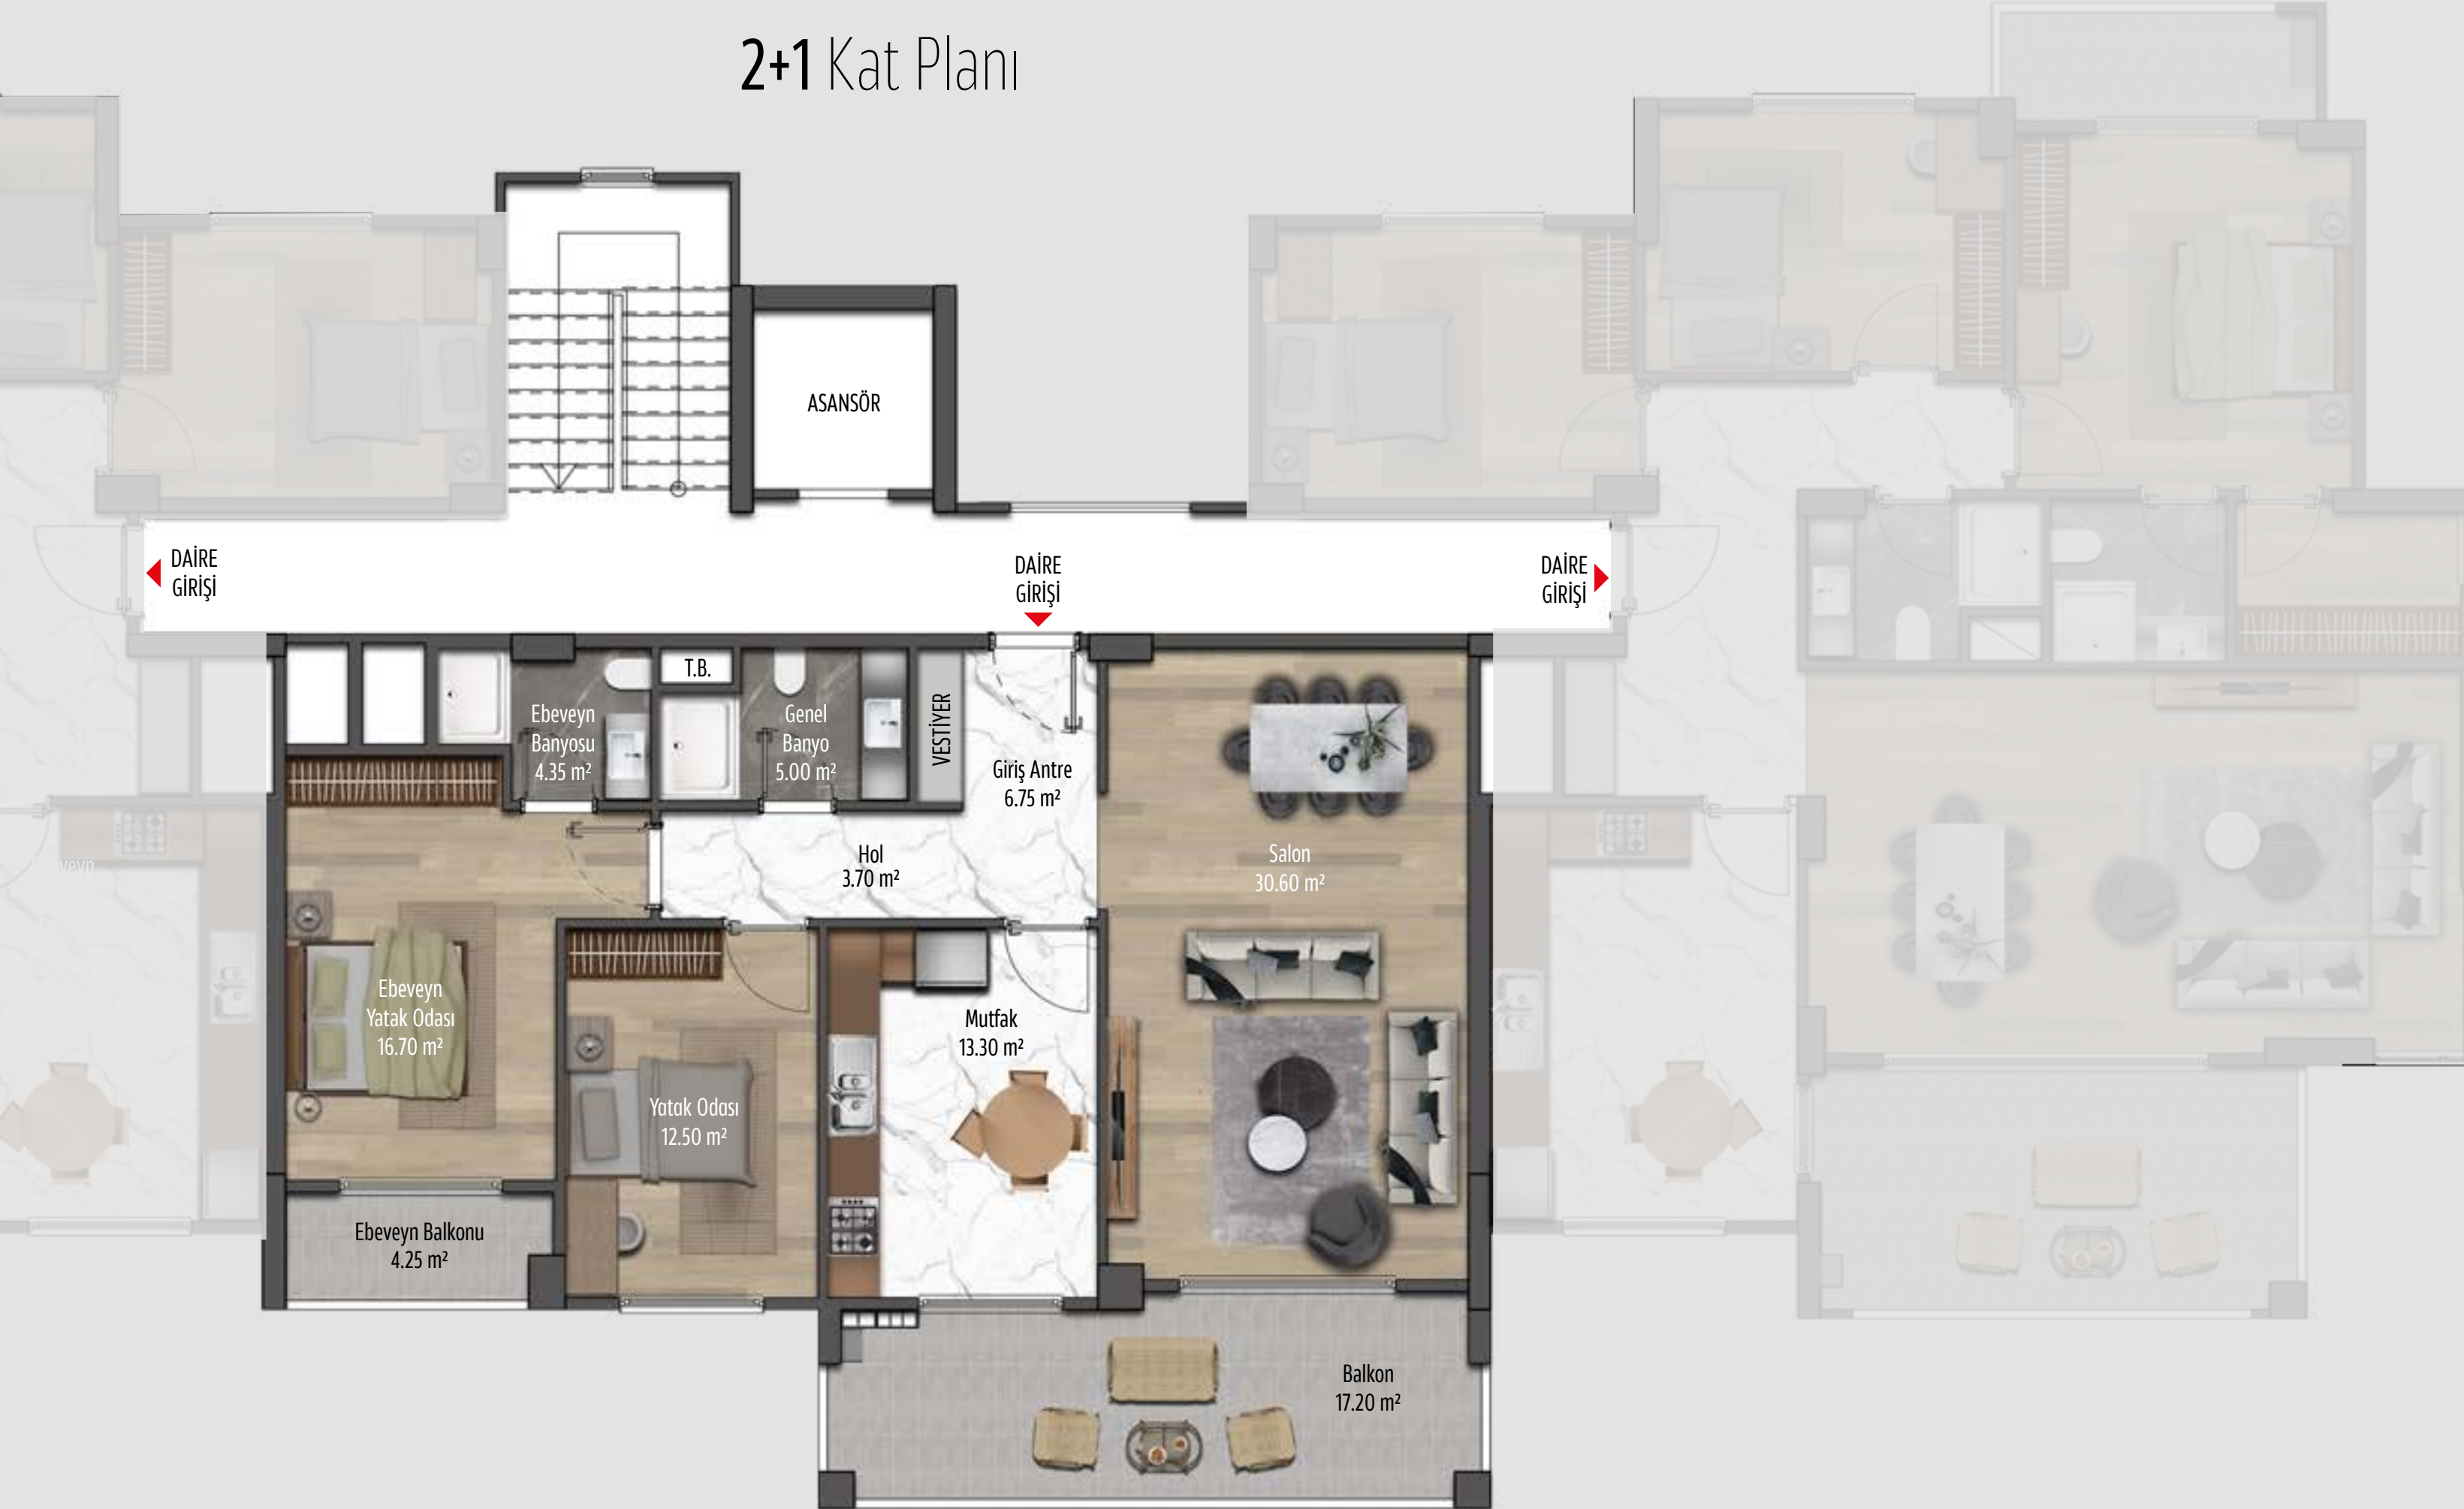 2+1 Kat Planı
ASANSÖR
DAİRE
GİRİŞİ
DAİRE
GİRİŞİ
DAİRE
GİRİŞİ
T.B.
Ebeveyn
Banyosu
4.35 m²
Genel
Banyo
5.00 m²
VESTİYER
Giriş Antre
6.75 m²
Hol
3.70 m²
Salon
30.60 m²
Ebeveyn
Yatak Odası
16.70 m²
Mutfak
13.30 m²
Yatak Odası
12.50 m²
Ebeveyn Balkonu
4.25 m²
Balkon
17.20 m²